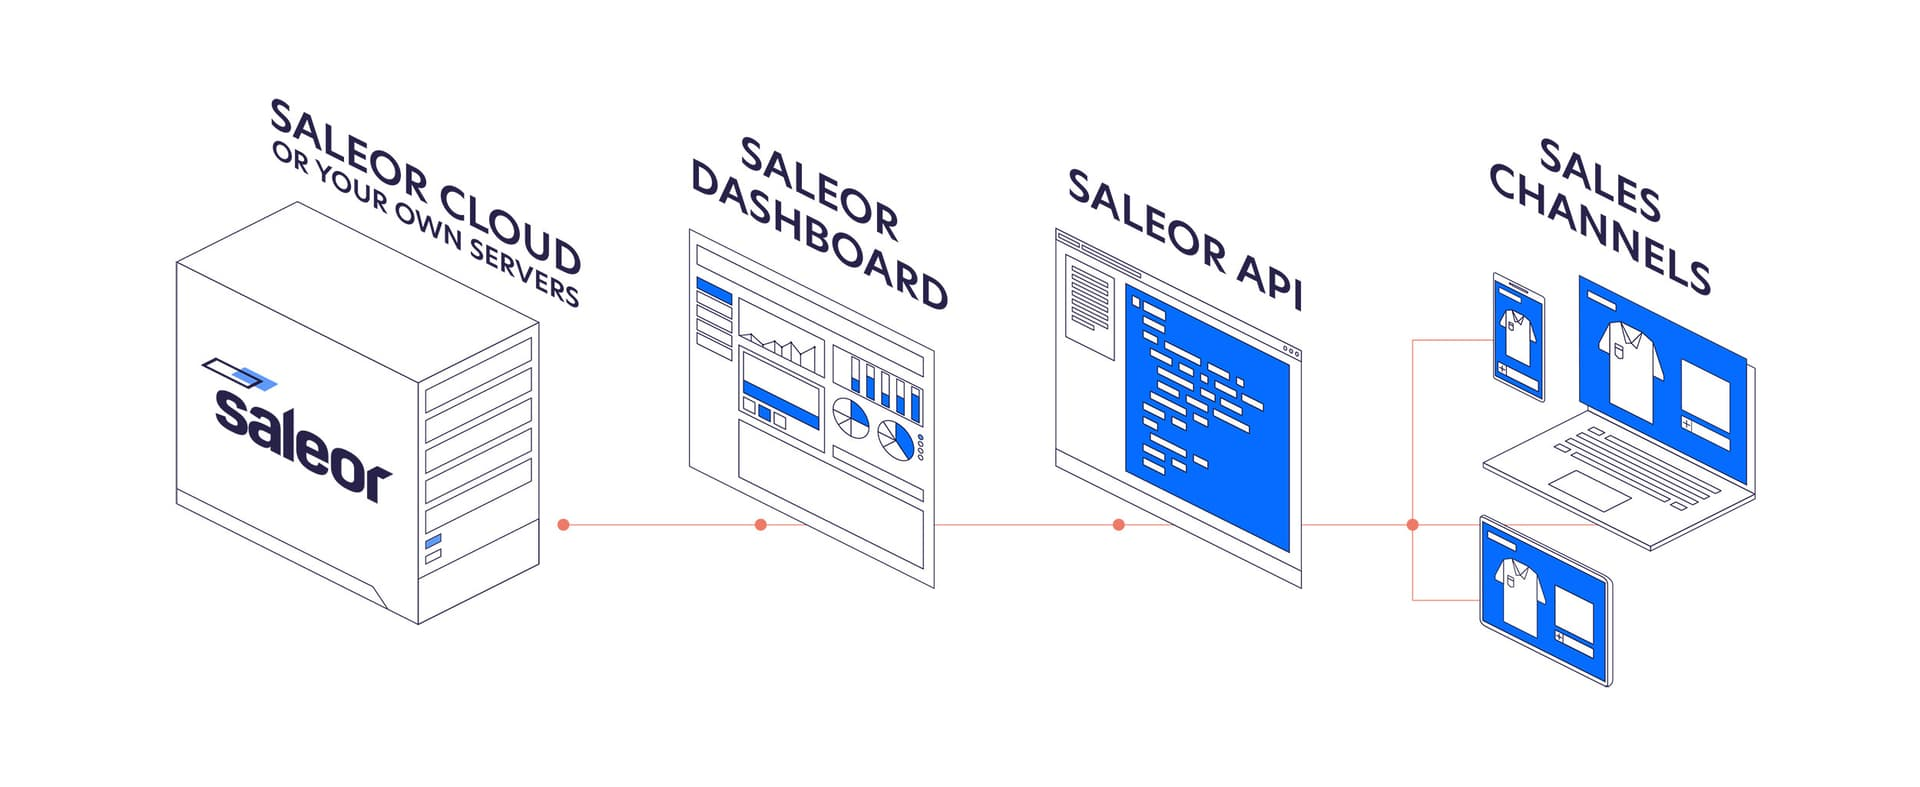 SALEOR CLOUD
OR YOUR OWN SERVERS
saleor
SALEOR
DASHBOARD
SALEOR API
SALES
CHANNELS